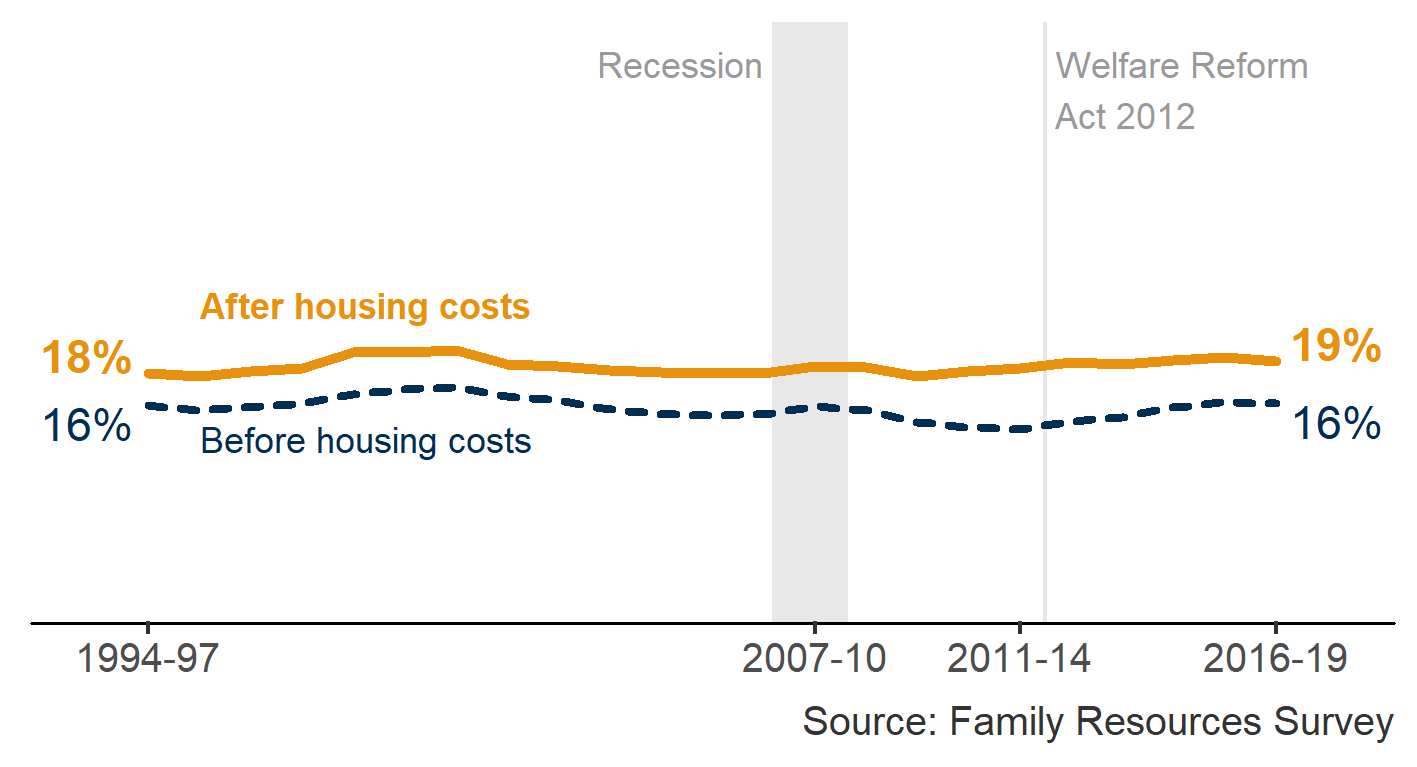 Recession
Welfare Reform
Act 2012
After housing costs
18%
19%
16%
16%
Before housing costs
1994-97
2007-10
2011-14
2016-19
Source: Family Resources Survey